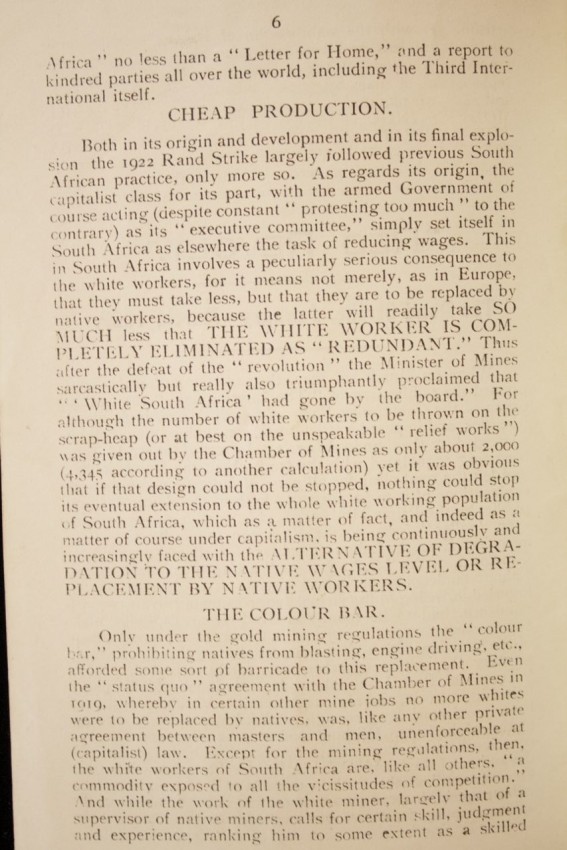 6
Africa " no less than a " Letter for Home," and a report to
kindred parties all over the world, including the Third Inter-
national itself.
CHEAP PRODUCTION.
Both in its origin and development and in its final explo-
sion the 1922 Rand Strike largely followed previous South
African practice, only more so. As regards its origin, the
capitalist class for its part, with the armed Government of
course acting (despite constant " protesting too much " to the
contrary) as its " executive committee," simply set itself in
South Africa as elsewhere the task of reducing wages. This
in South Africa involves a peculiarly serious consequence to
the white workers, for it means not merely, as in Europe,
that they must take less, but that they are to be replaced by
native workers, because the latter will readily take SO
MUCH less that THE WHITE WORKER IS COM-
PLETELY ELIMINATED AS " REDUNDANT." Thus
after the defeat of the " revolution " the Minister of Mines
sarcastically but really also triumphantly proclaimed that
" ' White South Africa ' had gone by the board." For
although the number of white workers to be thrown on the
scrap-heap (or at best on the unspeakable " relief works ")
was given out by the Chamber of Mines as only about 2,000
(4,345 according to another calculation) yet it was obvious
that if that design could not be stopped, nothing could stop
its eventual extension to the whole white working population
of South Africa, which as a matter of fact, and indeed as a
matter of course under capitalism, is being continuously and
increasingly faced with the ALTERNATIVE OF DEGRA-
DATION TO THE NATIVE WAGES LEVEL OR RE-
PLACEMENT BY NATIVE WORKERS.
THE COLOUR BAR.
Only under the gold mining regulations the " colour
bar," prohibiting natives from blasting, engine driving, etc.,
afforded some sort of barricade to this replacement. Even
the " status quo " agreement with the Chamber of Mines in
1919, whereby in certain other mine jobs no more whites
were to be replaced by natives, was, like any other private
agreement between masters and men, unenforceable at
(capitalist) law. Except for the mining regulations, then,
the white workers of South Africa are, like all others, " a
commodity exposed to all the vicissitudes of competition."
And while the work of the white miner, largely that of a
supervisor of native miners, calls for certain skill, judgment
and experience, ranking him to some extent as a skilled